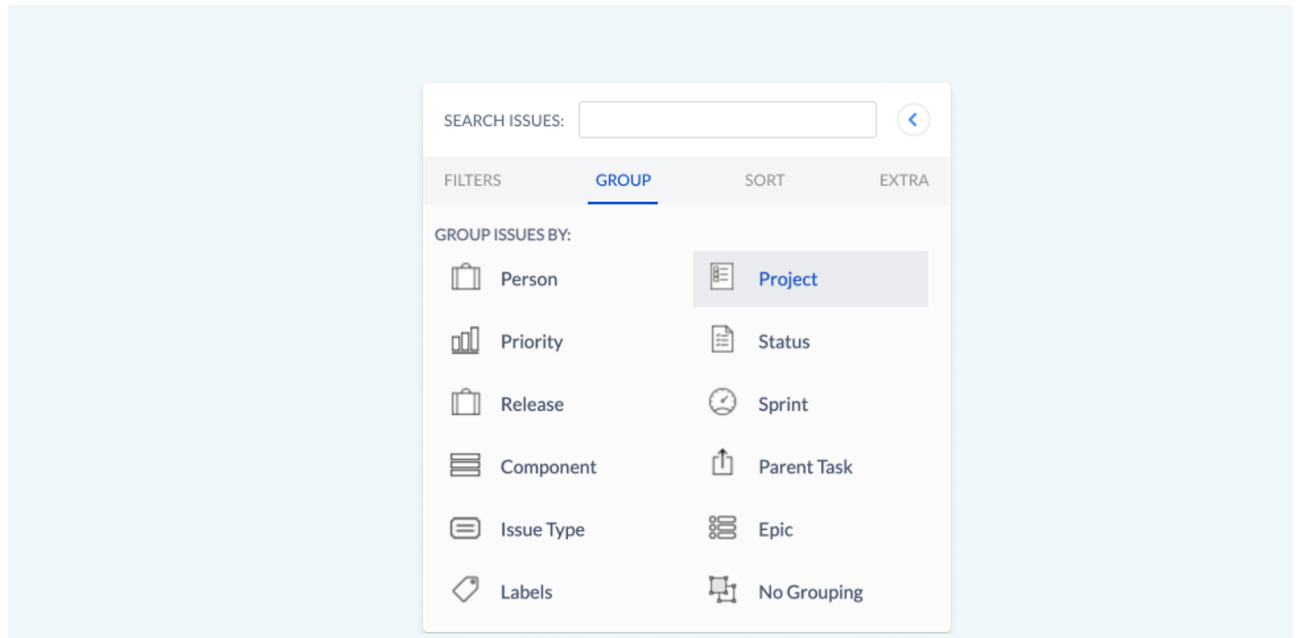 SEARCH ISSUES:
FILTERS GROUP SORT EXTRA
GROUP ISSUES BY:
Person Project
Priority Status
Release Sprint
Component Parent Task
Issue Type Epic
Labels No Grouping